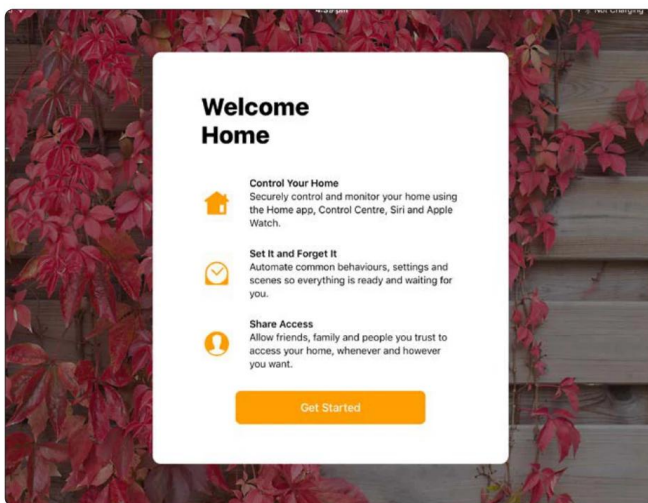 4:39 pm
Not Charging
Welcome
Home
Control Your Home
Securely control and monitor your home using
the Home app, Control Centre, Siri and Apple
Watch.
Set It and Forget It
Automate common behaviours, settings and
scenes so everything is ready and waiting for
you.
Share Access
Allow friends, family and people you trust to
access your home, whenever and however
you want.
Get Started